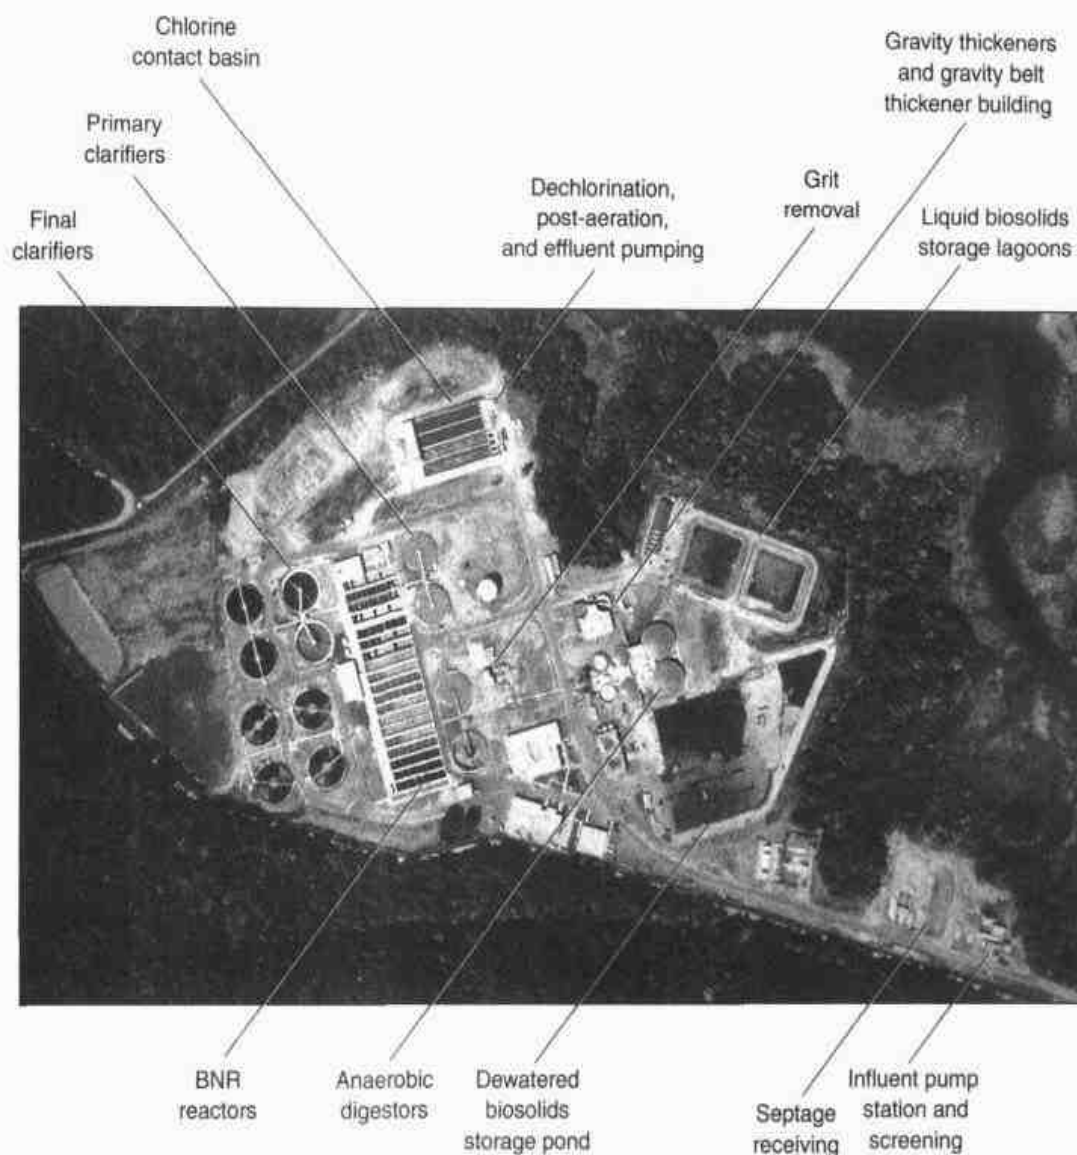 Chlorine
contact basin
Gravity thickeners
and gravity belt
thickener building
Primary
clarifiers
Dechlorination,
post-aeration,
and effluent pumping
Grit
removal
Final
clarifiers
Liquid biosolids
storage lagoons
BNR
reactors
Anaerobic
digestors
Dewatered
biosolids
storage pond
Septage
receiving
Influent pump
station and
screening